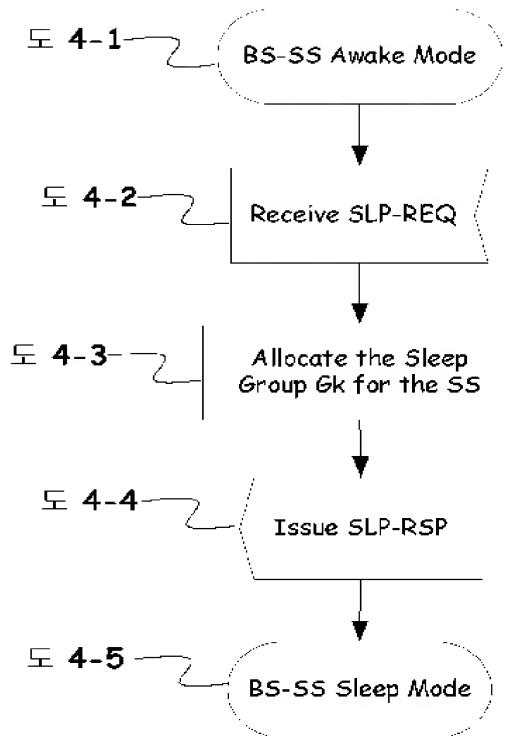 도 4-1
BS-SS Awake Mode
도 4-2
Receive SLP-REQ
도 4-3
Allocate the Sleep
Group Gk for the SS
도 4-4
Issue SLP-RSP
도 4-5
BS-SS Sleep Mode